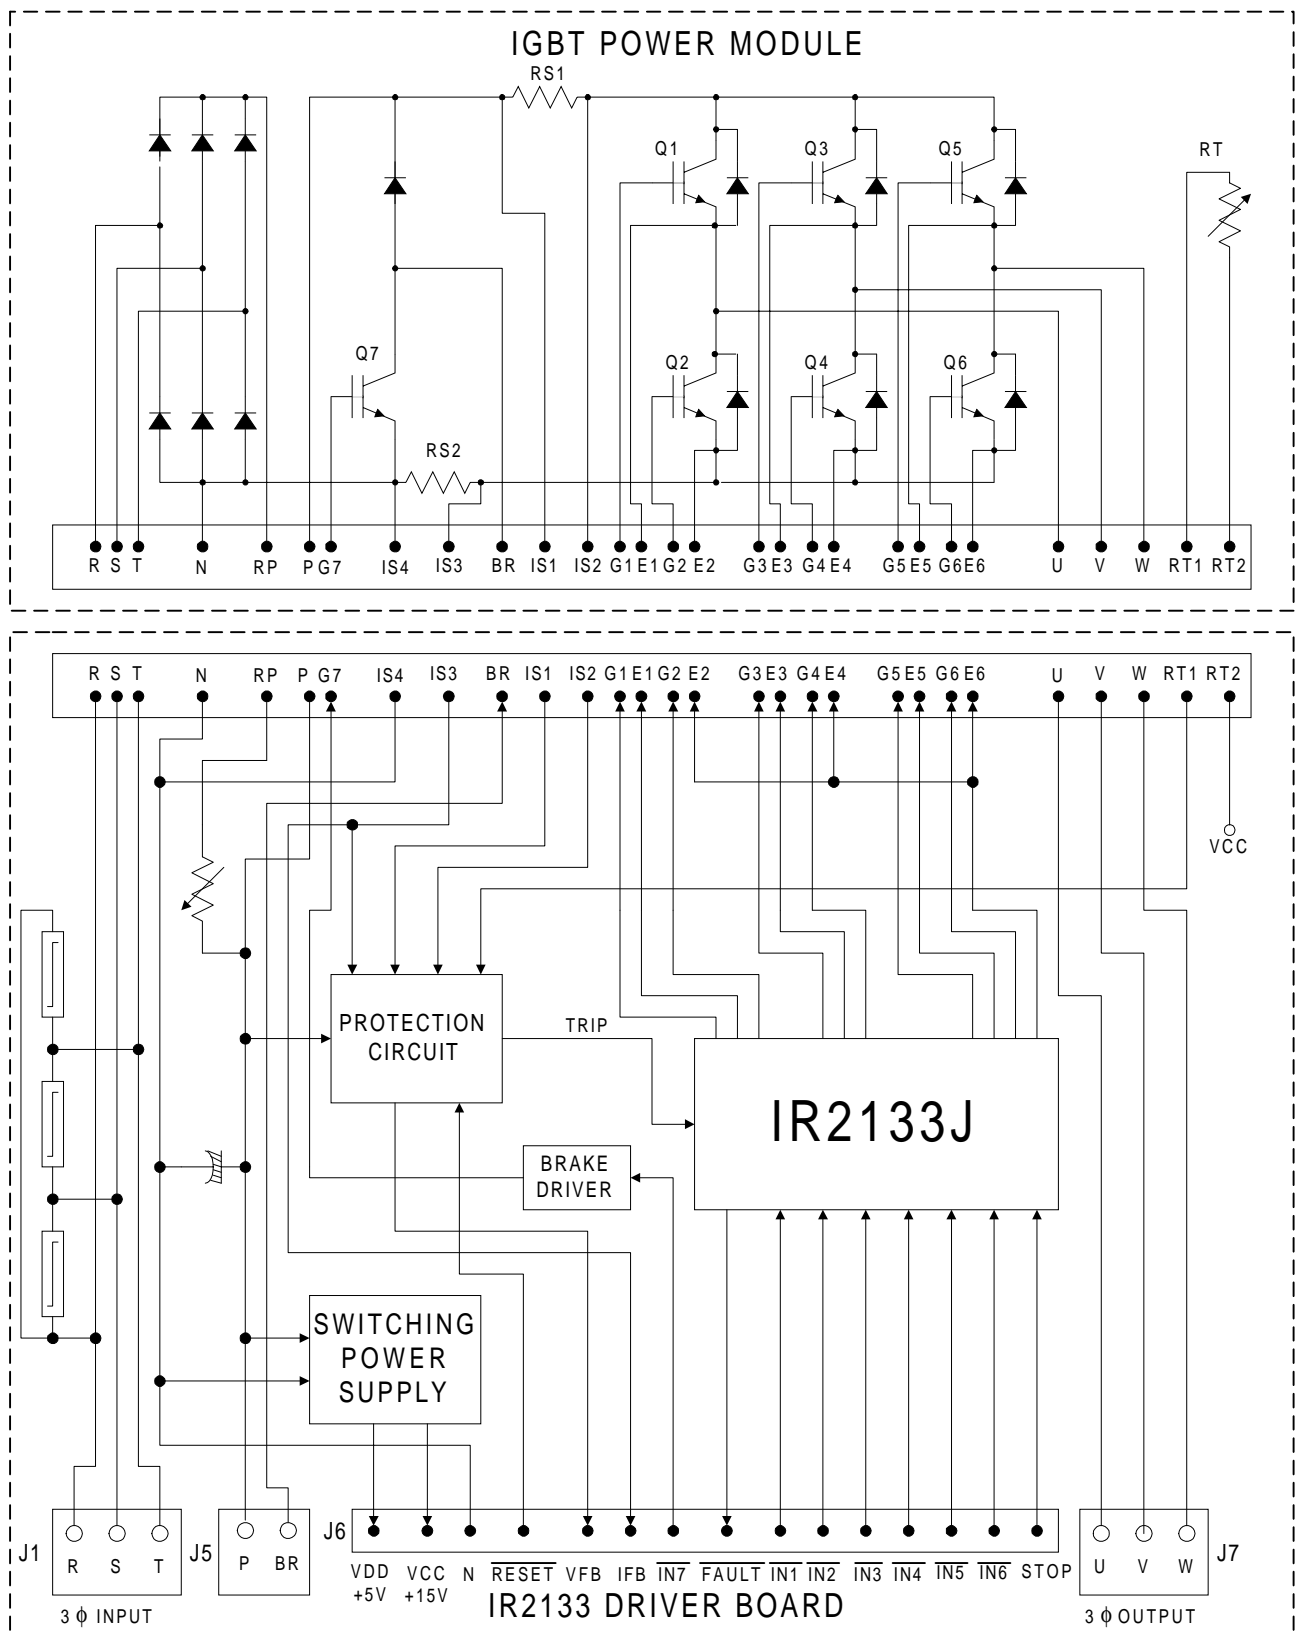 IGBT POWER MODULE
RS1
Q1 Q3 Q5 RT
Q7 Q2 Q4 Q6
RS2
R S T N RP P G7 IS4 IS3 BR IS1 IS2 G1 E1 G2 E2 G3 E3 G4 E4 G5 E5 G6 E6 U V W RT1 RT2
R S T N RP P G7 IS4 IS3 BR IS1 IS2 G1 E1 G2 E2 G3 E3 G4 E4 G5 E5 G6 E6 U V W RT1 RT2
VCC
PROTECTION
CIRCUIT
TRIP
IR2133J
BRAKE
DRIVER
SWITCHING
POWER
SUPPLY
J1 R S T
3 ϕ INPUT
J5 P BR
J6
VDD
+5V
VCC
+15V
N RESET VFB IFB IN7 FAULT IN1 IN2 IN3 IN4 IN5 IN6 STOP
IR2133 DRIVER BOARD
U V W J7
3 ϕ OUTPUT